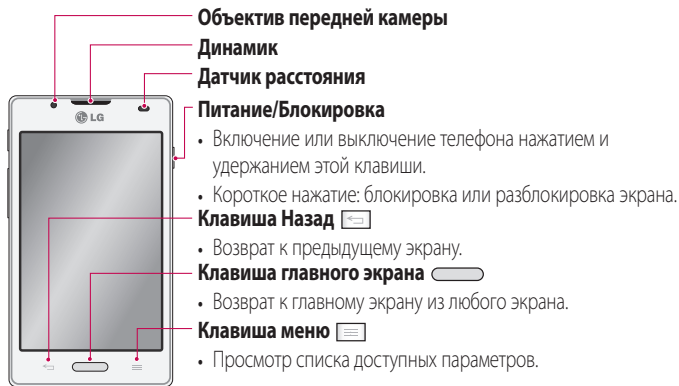 Объектив передней камеры
Динамик
Датчик расстояния
Питание/Блокировка
• Включение или выключение телефона нажатием и
удержанием этой клавиши.
• Короткое нажатие: блокировка или разблокировка экрана.
Клавиша Назад
• Возврат к предыдущему экрану.
Клавиша главного экрана
• Возврат к главному экрану из любого экрана.
Клавиша меню
• Просмотр списка доступных параметров.
LG